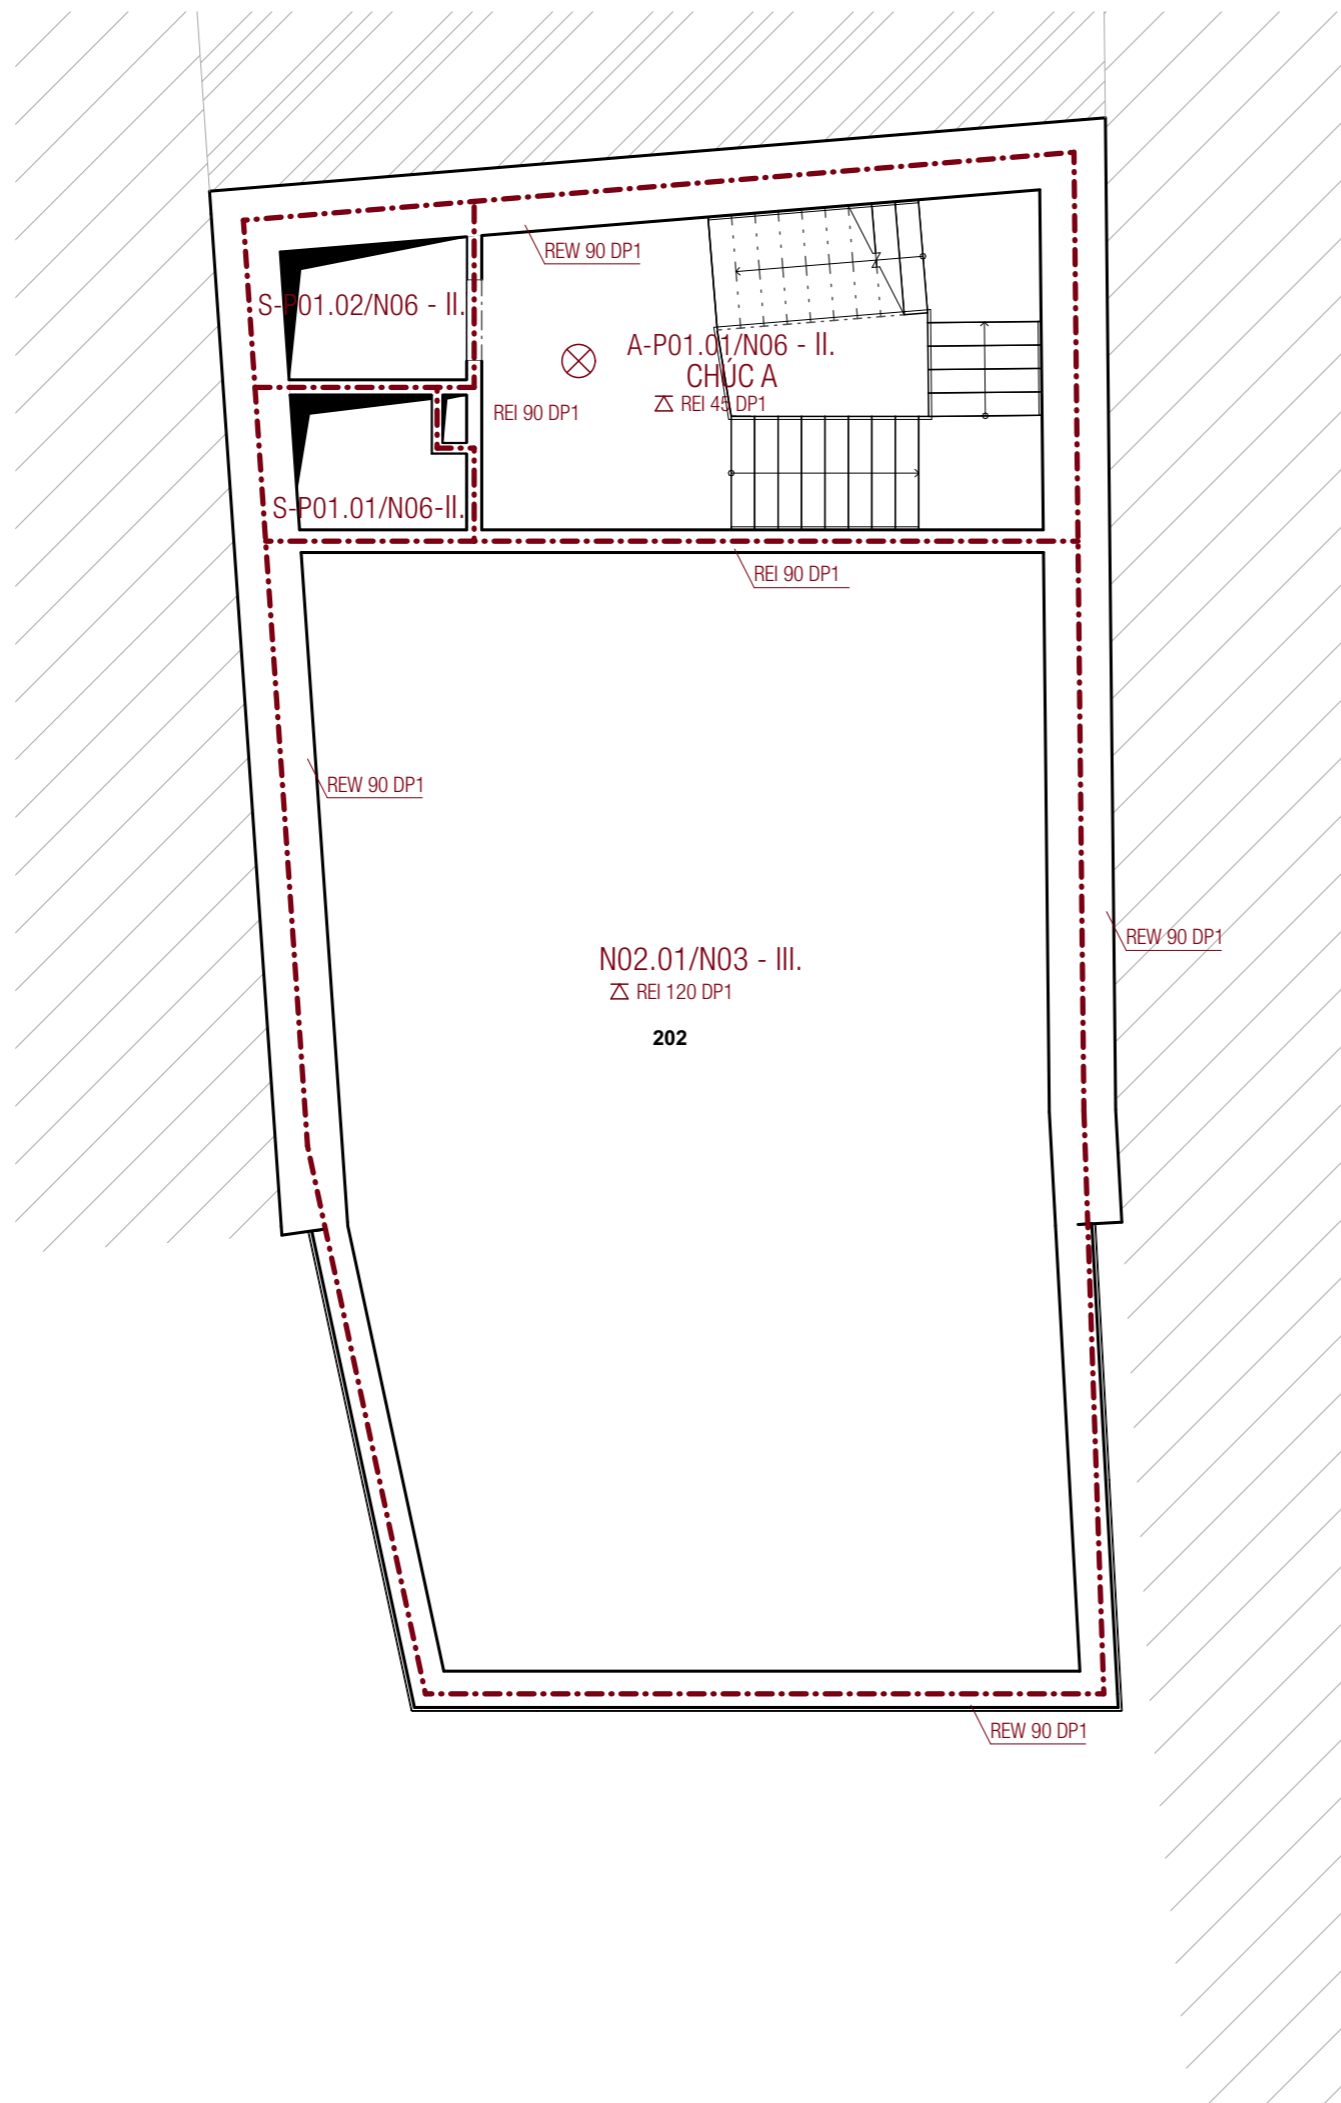 REW 90 DP1
S-P01.02/N06 - II.
A-P01.01/N06 - II.
CHÚC A
REI 45 DP1
REI 90 DP1
S-P01.01/N06-II.
REI 90 DP1
REW 90 DP1
REW 90 DP1
N02.01/N03 - III.
REI 120 DP1
202
REW 90 DP1